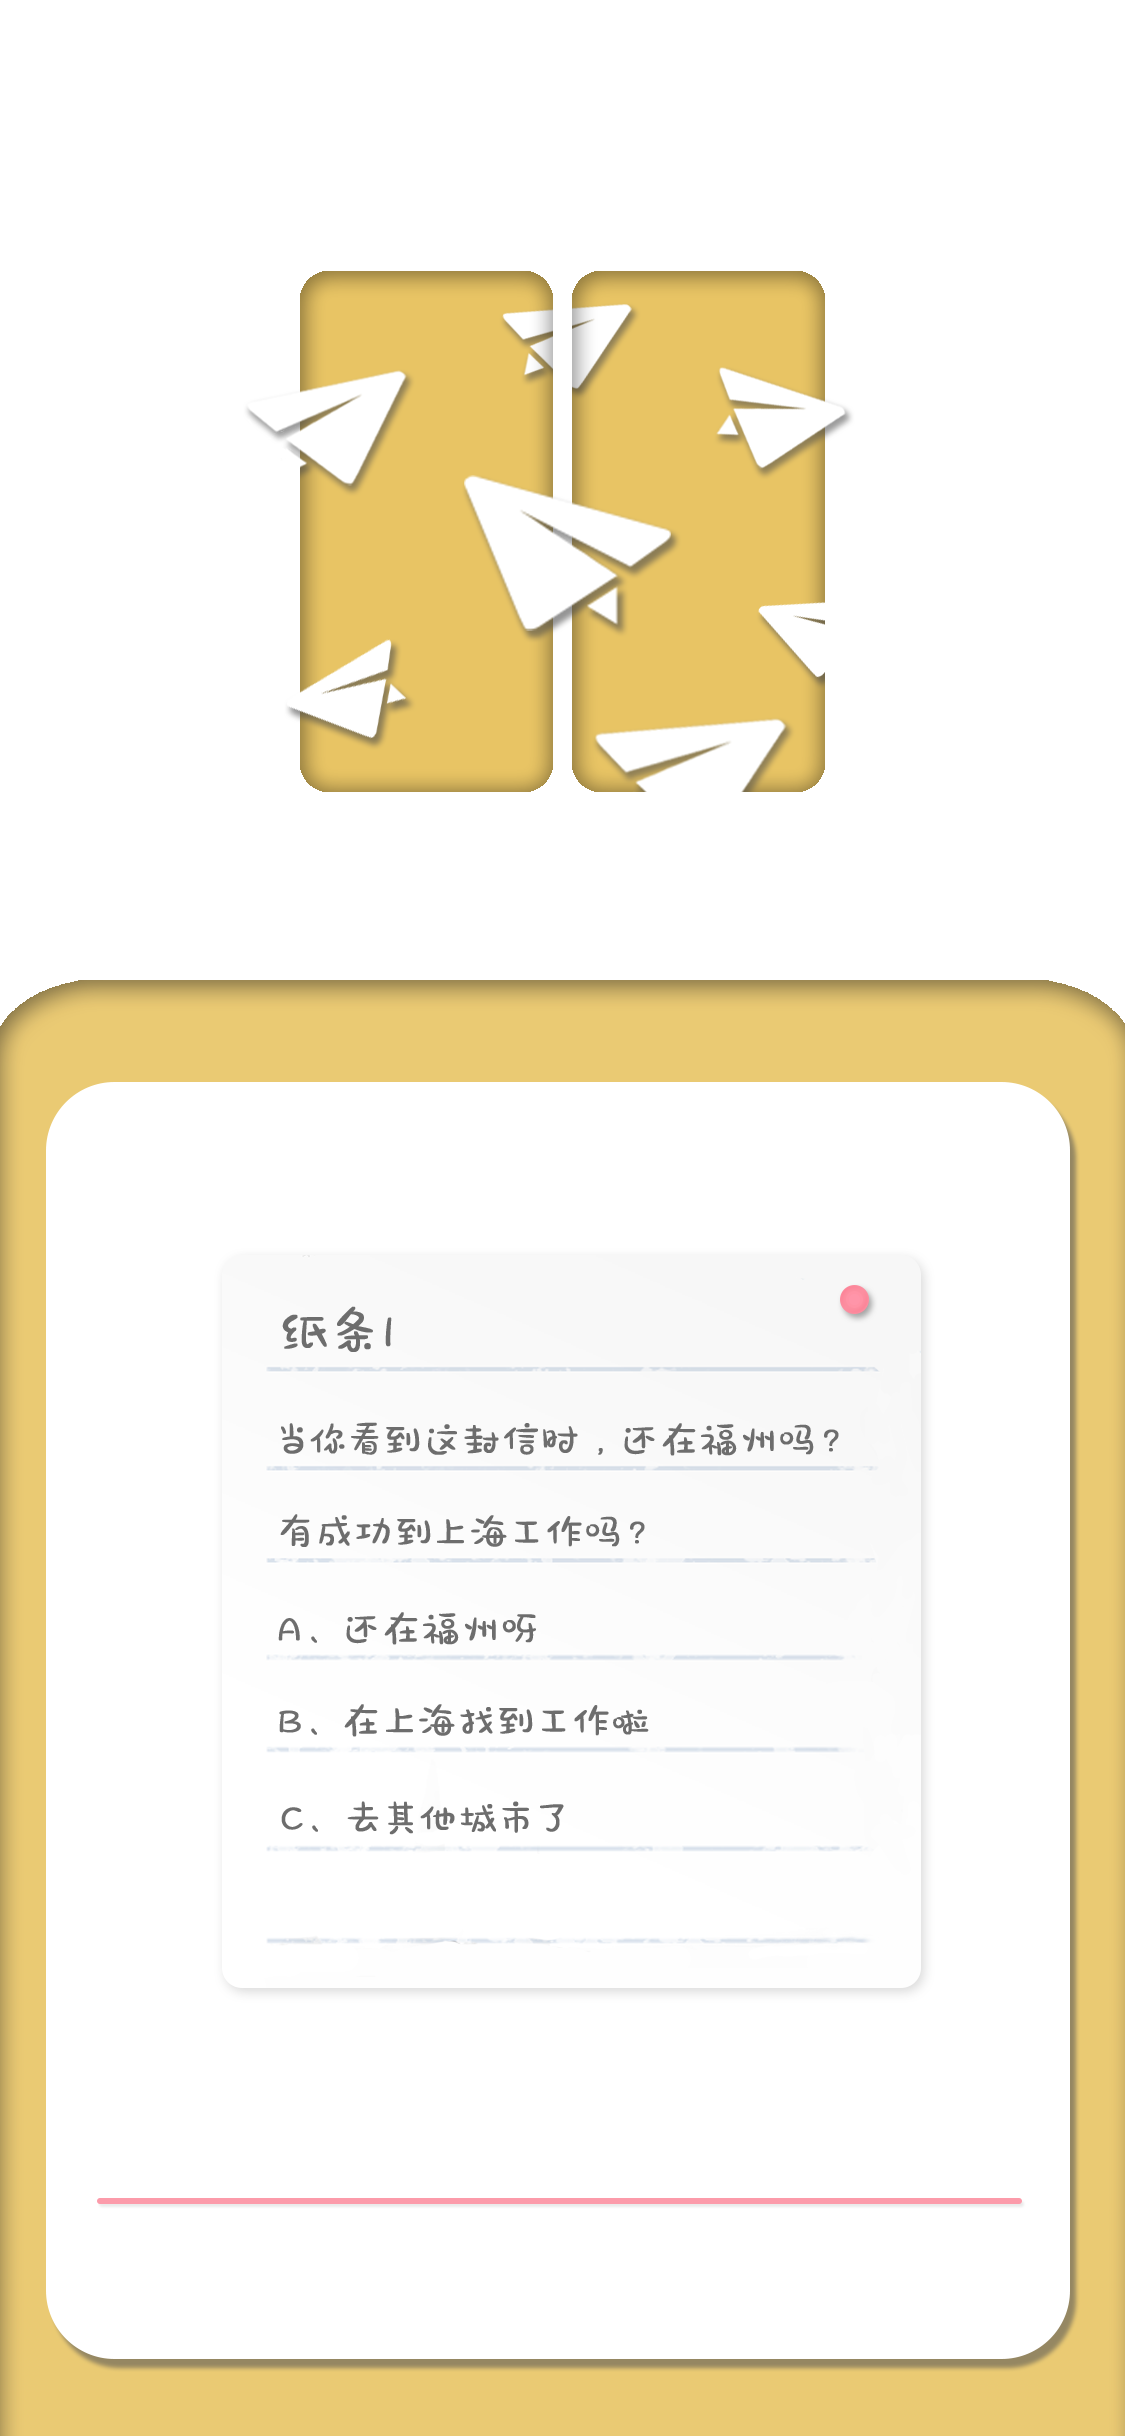 纸条1
当你看到这封信时，还在福州吗？
有成功到上海工作吗？
A、还在福州呀
B、在上海找到工作啦
C、去其他城市了